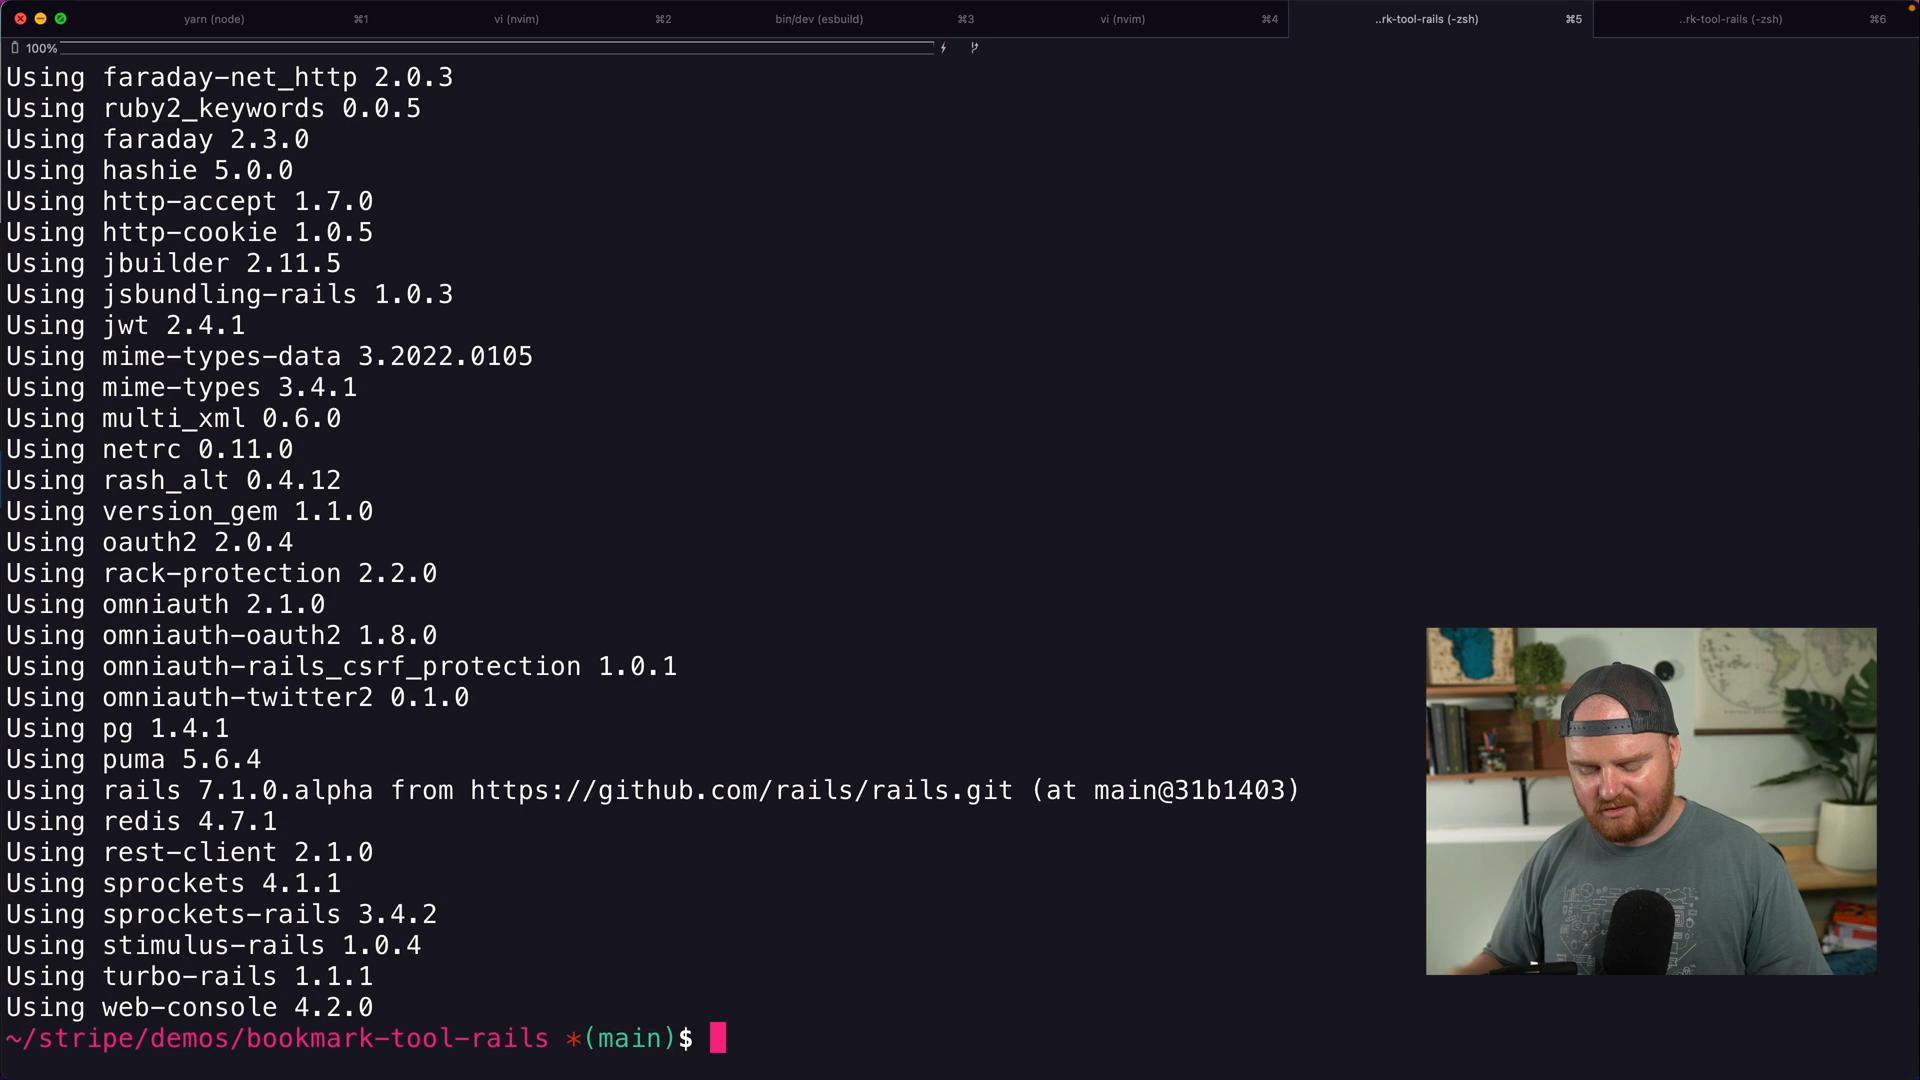 yarn (node) ⌘1 vi (nvim) ⌘2 bin/dev (esbuild) ⌘3 vi (nvim) ⌘4 ..rk-tool-rails (-zsh) ⌘5 ..rk-tool-rails (-zsh) ⌘6
100%
Using faraday-net_http 2.0.3
Using ruby2_keywords 0.0.5
Using faraday 2.3.0
Using hashie 5.0.0
Using http-accept 1.7.0
Using http-cookie 1.0.5
Using jbuilder 2.11.5
Using jsbundling-rails 1.0.3
Using jwt 2.4.1
Using mime-types-data 3.2022.0105
Using mime-types 3.4.1
Using multi_xml 0.6.0
Using netrc 0.11.0
Using rash_alt 0.4.12
Using version_gem 1.1.0
Using oauth2 2.0.4
Using rack-protection 2.2.0
Using omniauth 2.1.0
Using omniauth-oauth2 1.8.0
Using omniauth-rails_csrf_protection 1.0.1
Using omniauth-twitter2 0.1.0
Using pg 1.4.1
Using puma 5.6.4
Using rails 7.1.0.alpha from https://github.com/rails/rails.git (at main@31b1403)
Using redis 4.7.1
Using rest-client 2.1.0
Using sprockets 4.1.1
Using sprockets-rails 3.4.2
Using stimulus-rails 1.0.4
Using turbo-rails 1.1.1
Using web-console 4.2.0
~/stripe/demos/bookmark-tool-rails *(main)$